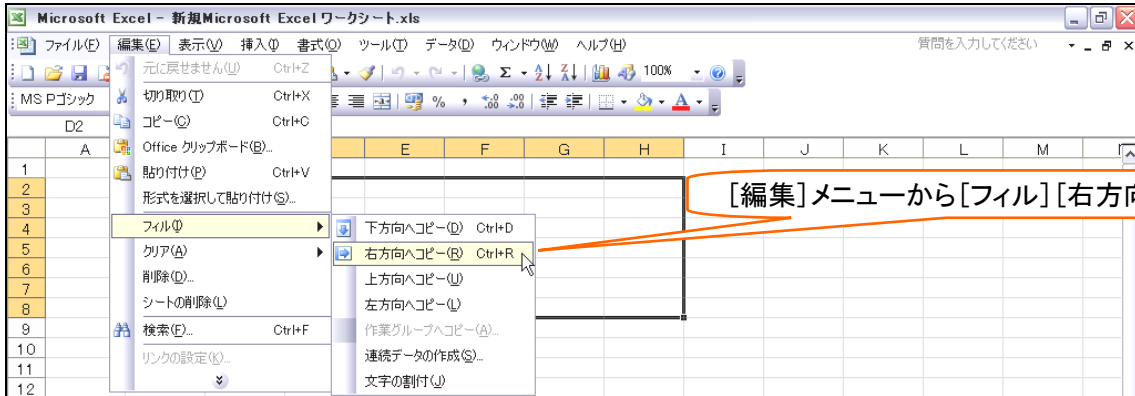 Microsoft Excel - 新規Microsoft Excel ワークシート.xls
ファイル(F) 編集(E) 表示(V) 挿入(I) 書式(O) ツール(T) データ(D) ウィンドウ(W) ヘルプ(H) 質問を入力してください
元に戻せません(U) Ctrl+Z
100%
MS Pゴシック
切り取り(T) Ctrl+X
% ,
D2
コピー(C) Ctrl+C
Office クリップボード(B)...
A E F G H I J K L M
貼り付け(P) Ctrl+V
形式を選択して貼り付け(S)...
1
2
3
4
5
6
7
8
9
10
11
12
[編集]メニューから[フィル][右方向
フィル(I)
クリア(A)
削除(D)...
シートの削除(L)
検索(F)... Ctrl+F
リンクの設定(K)...
下方向へコピー(D) Ctrl+D
右方向へコピー(R) Ctrl+R
上方向へコピー(U)
左方向へコピー(L)
作業グループへコピー(A)...
連続データの作成(S)...
文字の割付(J)